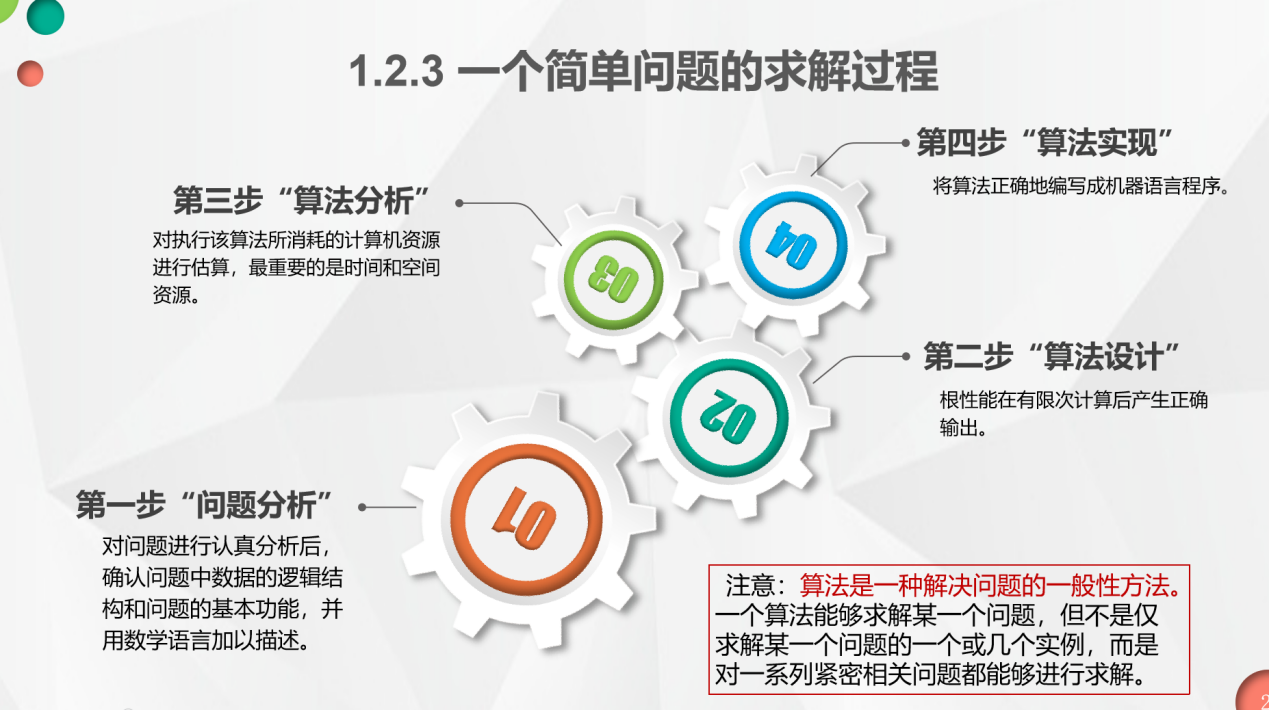 1.2.3 一个简单问题的求解过程
第四步“算法实现”
将算法正确地编写成机器语言程序。
第三步“算法分析”
对执行该算法所消耗的计算机资源
进行估算，最重要的是时间和空间
资源。
04
03
第二步“算法设计”
根性能在有限次计算后产生正确
输出。
02
第一步“问题分析”
对问题进行认真分析后，
确认问题中数据的逻辑结
构和问题的基本功能，并
用数学语言加以描述。
01
注意：算法是一种解决问题的一般性方法。
一个算法能够求解某一个问题，但不是仅
求解某一个问题的一个或几个实例，而是
对一系列紧密相关问题都能够进行求解。